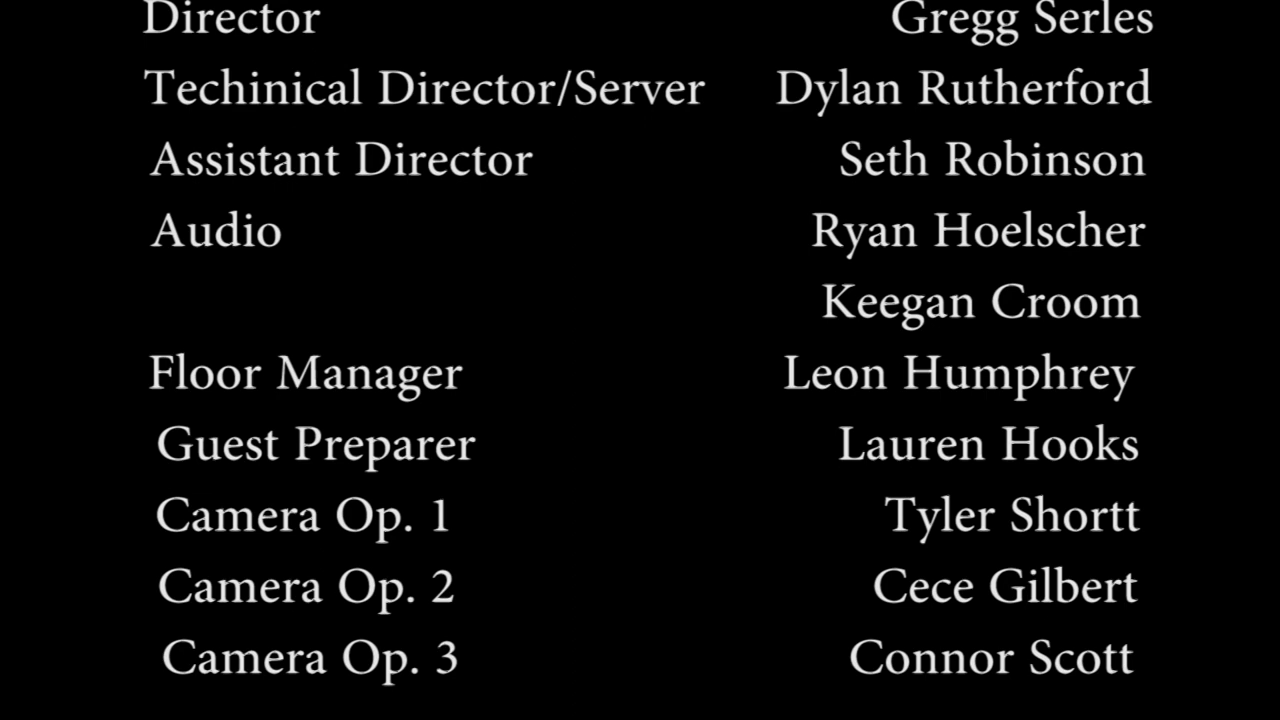 Director Gregg Serles
Techinical Director/Server Dylan Rutherford
Assistant Director Seth Robinson
Audio Ryan Hoelscher
Keegan Croom
Floor Manager Leon Humphrey
Guest Preparer Lauren Hooks
Camera Op. 1 Tyler Shortt
Camera Op. 2 Cece Gilbert
Camera Op. 3 Connor Scott